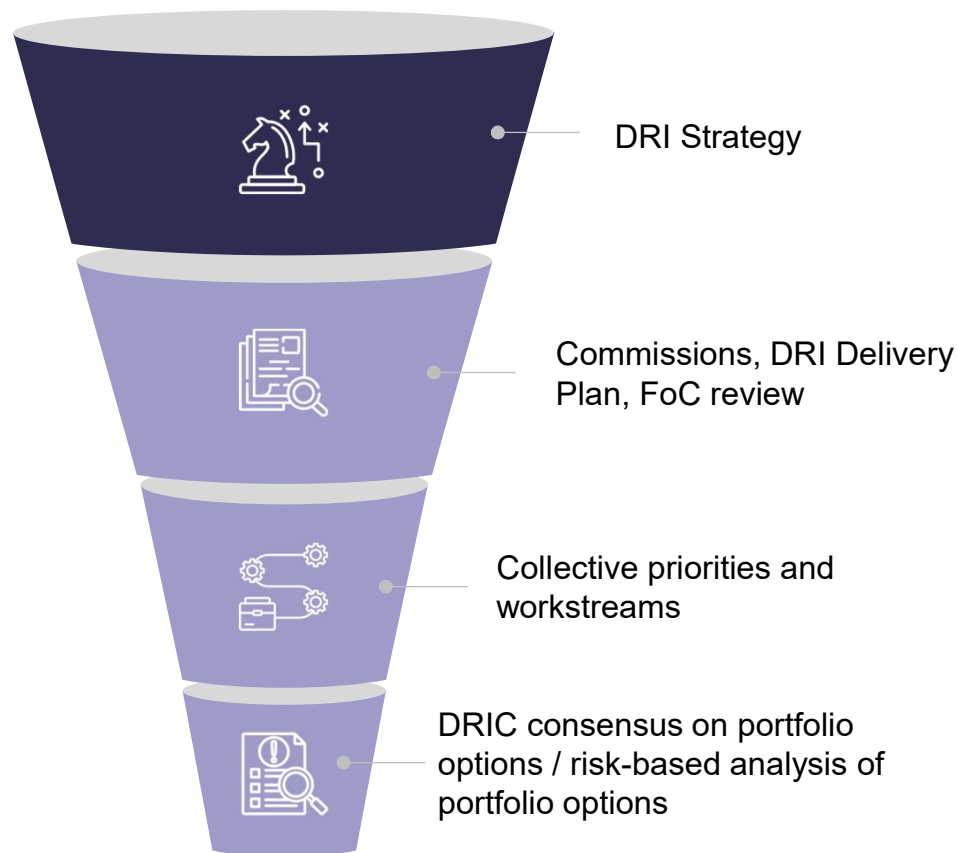 DRI Strategy
Commissions, DRI Delivery
Plan, FoC review
Collective priorities and
workstreams
DRIC consensus on portfolio
options / risk-based analysis of
portfolio options